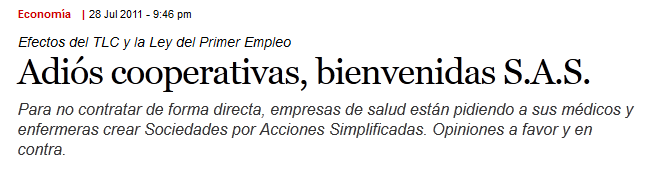 Economía | 28 Jul 2011 - 9:46 pm
Efectos del TLC y la Ley del Primer Empleo
Adiós cooperativas, bienvenidas S.A.S.
Para no contratar de forma directa, empresas de salud están pidiendo a sus médicos y
enfermeras crear Sociedades por Acciones Simplificadas. Opiniones a favor y en
contra.